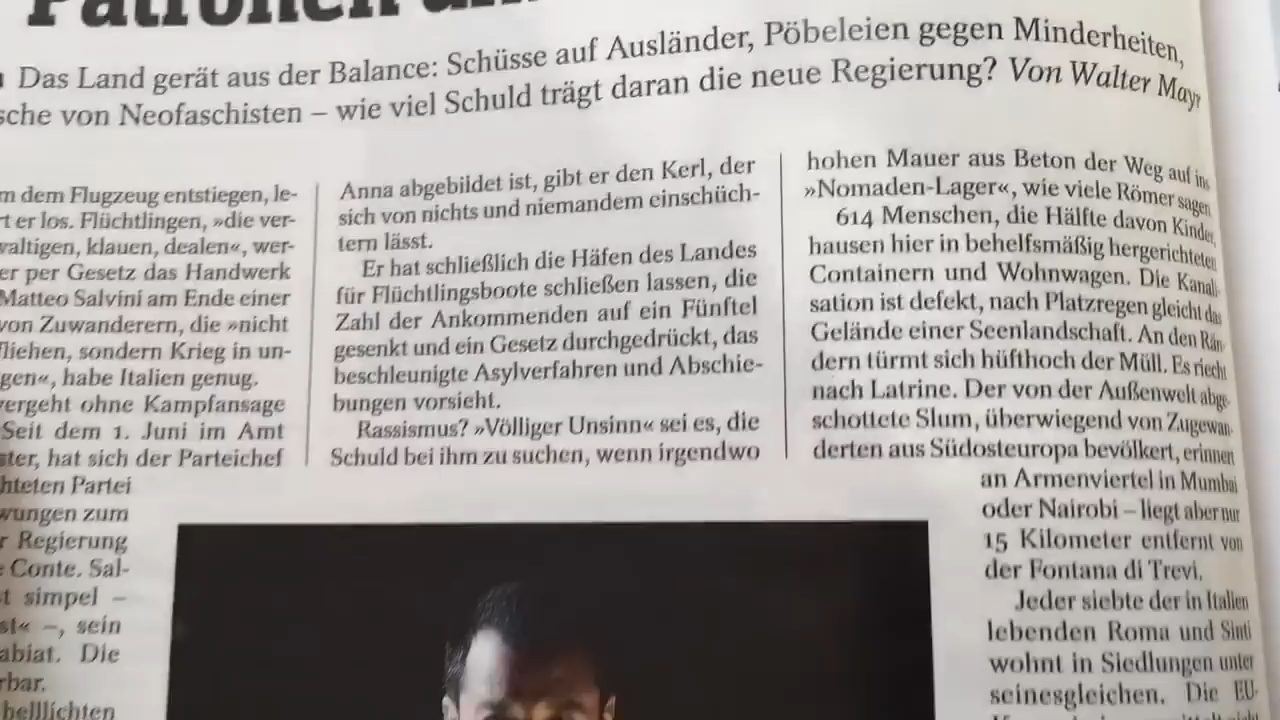 Das Land gerät aus der Balance: Schüsse auf Ausländer, Pöbeleien gegen Minderheiten,
sche von Neofaschisten – wie viel Schuld trägt daran die neue Regierung? Von Walter Mayr
m dem Flugzeug entstiegen, le-
t er los. Flüchtlingen, »die ver-
waltigen, klauen, dealen«, wer-
er per Gesetz das Handwerk
Matteo Salvini am Ende einer
von Zuwanderern, die »nicht
fliehen, sondern Krieg in un-
gen«, habe Italien genug.
vergeht ohne Kampfansage
Seit dem 1. Juni im Amt
ster, hat sich der Parteichef
hteten Partei
wungen zum
r Regierung
e Conte. Sal-
t simpel –
st« –, sein
abiat. Die
rbar.
helllichten
Anna abgebildet ist, gibt er den Kerl, der
sich von nichts und niemandem einschüch-
tern lässt.
Er hat schließlich die Häfen des Landes
für Flüchtlingsboote schließen lassen, die
Zahl der Ankommenden auf ein Fünftel
gesenkt und ein Gesetz durchgedrückt, das
beschleunigte Asylverfahren und Abschie-
bungen vorsieht.
Rassismus? »Völliger Unsinn« sei es, die
Schuld bei ihm zu suchen, wenn irgendwo
hohen Mauer aus Beton der Weg auf ins
»Nomaden-Lager«, wie viele Römer sagen.
614 Menschen, die Hälfte davon Kinder,
hausen hier in behelfsmäßig hergerichteten
Containern und Wohnwagen. Die Kanali-
sation ist defekt, nach Platzregen gleicht das
Gelände einer Seenlandschaft. An den Rän-
dern türmt sich hüfthoch der Müll. Es riecht
nach Latrine. Der von der Außenwelt abge-
schottete Slum, überwiegend von Zugewan-
derten aus Südosteuropa bevölkert, erinnert
an Armenviertel in Mumbai
oder Nairobi – liegt aber nur
15 Kilometer entfernt von
der Fontana di Trevi.
Jeder siebte der in Italien
lebenden Roma und Sinti
wohnt in Siedlungen unter
seinesgleichen. Die EU-